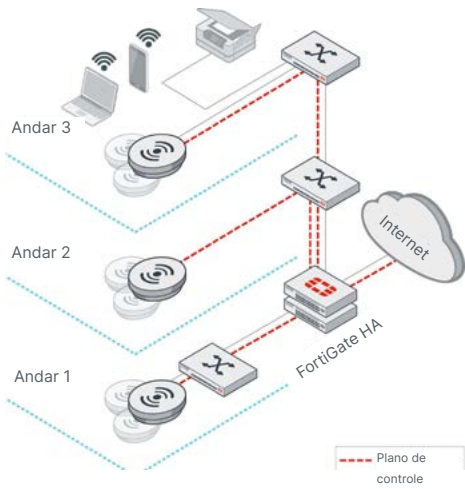 Andar 3
Andar 2
Internet
FortiGate HA
Andar 1
Plano de
controle